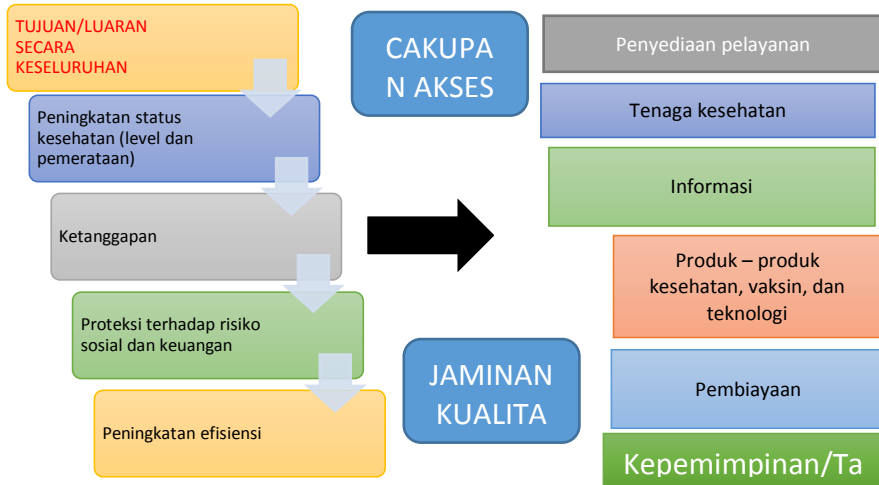 TUJUAN/LUARAN
SECARA
KESELURUHAN
Peningkatan status
kesehatan (level dan
pemerataan)
Ketanggapan
Proteksi terhadap risiko
sosial dan keuangan
Peningkatan efisiensi
CAKUPA
N AKSES
JAMINAN
KUALITA
Penyediaan pelayanan
Tenaga kesehatan
Informasi
Produk – produk
kesehatan, vaksin, dan
teknologi
Pembiayaan
Kepemimpinan/Ta